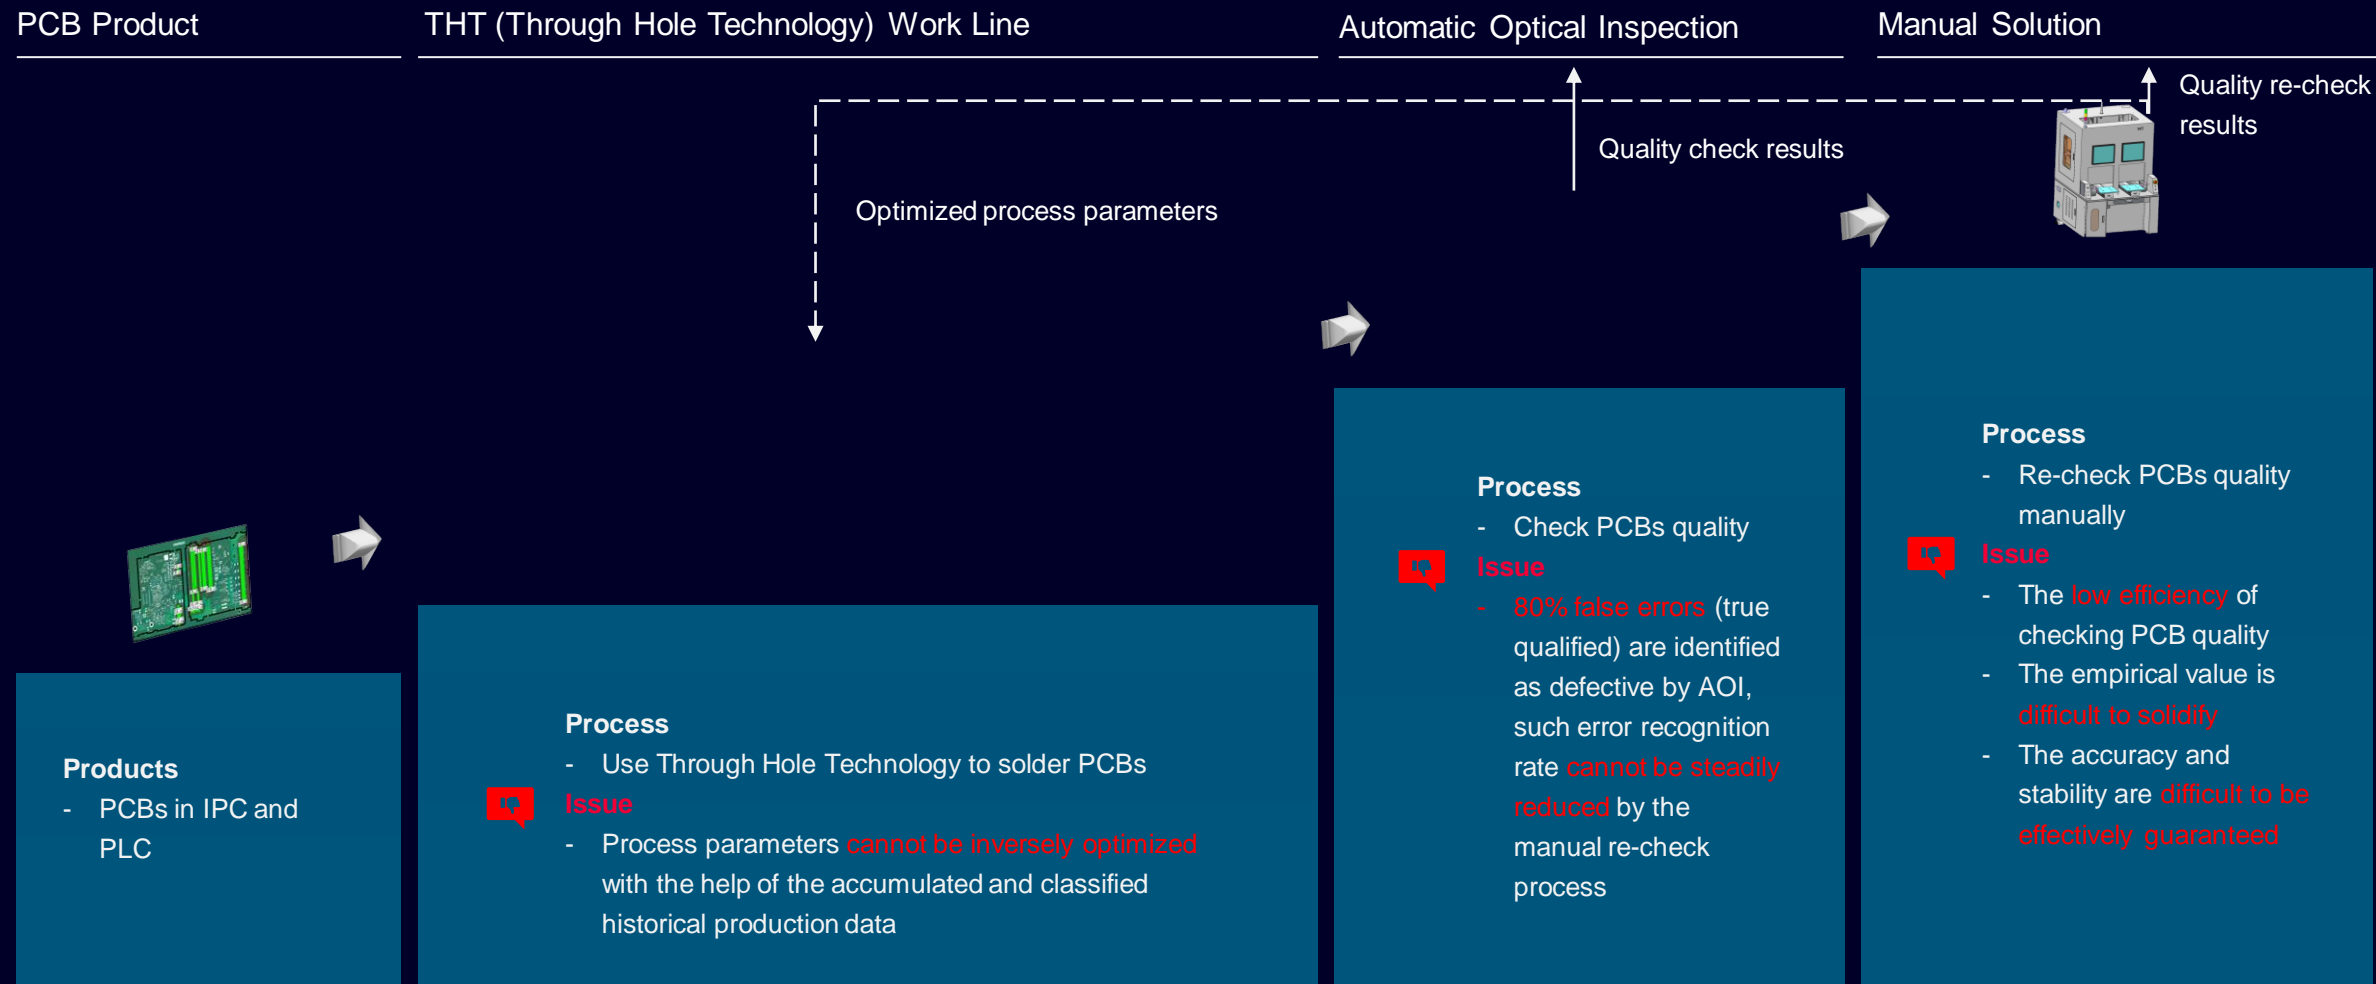 PCB Product
THT (Through Hole Technology) Work Line
Automatic Optical Inspection
Manual Solution
Quality re-check
results
Quality check results
Optimized process parameters
Products
- PCBs in IPC and
PLC
Process
- Use Through Hole Technology to solder PCBs
Issue
- Process parameters cannot be inversely optimized
with the help of the accumulated and classified
historical production data
Process
- Check PCBs quality
Issue
- 80% false errors (true
qualified) are identified
as defective by AOI,
such error recognition
rate cannot be steadily
reduced by the
manual re-check
process
Process
- Re-check PCBs quality
manually
Issue
- The low efficiency of
checking PCB quality
- The empirical value is
difficult to solidify
- The accuracy and
stability are difficult to be
effectively guaranteed